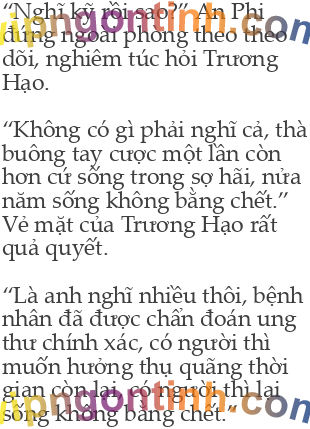 “Nghĩ kỹ rồi sao?” An Phi
đứng ngoài phòng theo theo
dõi, nghiêm túc hỏi Trương
Hạo.
“Không có gì phải nghĩ cả, thà
buông tay cược một lần còn
hơn cứ sống trong sợ hãi, nửa
năm sống không bằng chết.”
Vẻ mặt của Trương Hạo rất
quả quyết.
“Là anh nghĩ nhiều thôi, bệnh
nhân đã được chẩn đoán ung
thư chính xác, có người thì
muốn hưởng thụ quãng thời
gian còn lại, có người thì lại
sống không bằng chết.”